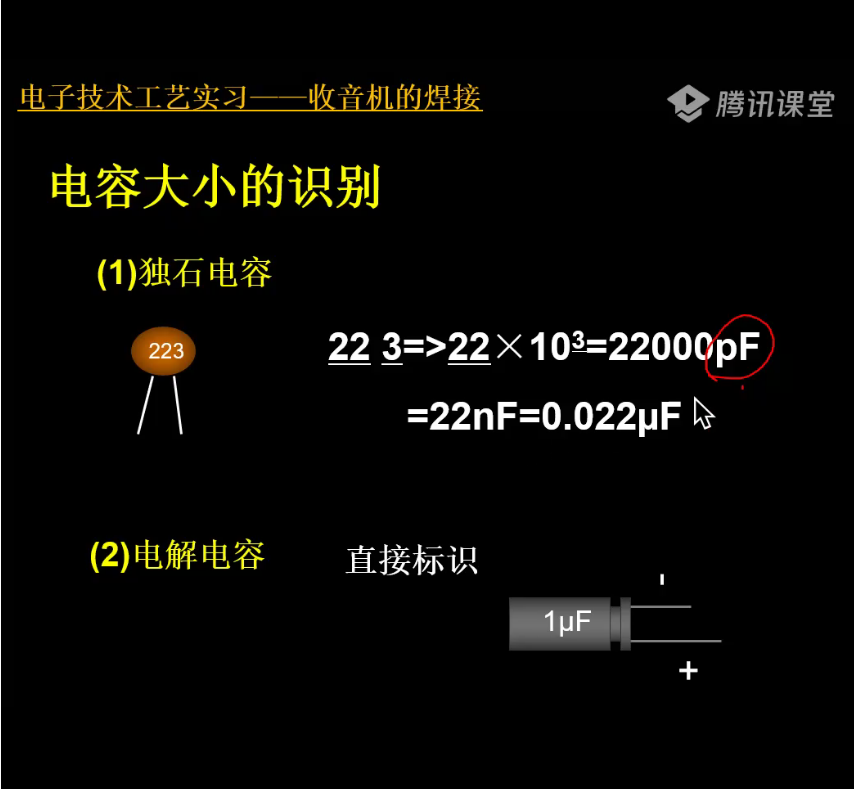 电子技术工艺实习——收音机的焊接
腾讯课堂
电容大小的识别
(1)独石电容
223
22 3=>22×10³=22000pF
=22nF=0.022μF
(2)电解电容
直接标识
-
1μF
+